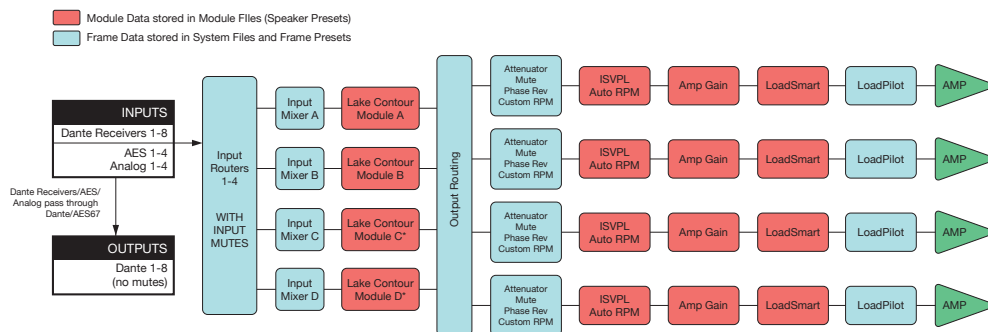 Module Data stored in Module FIles (Speaker Presets)
Frame Data stored in System Files and Frame Presets
INPUTS
Dante Receivers 1-8
AES 1-4
Analog 1-4
Dante Receivers/AES/
Analog pass through
Dante/AES67
OUTPUTS
Dante 1-8
(no mutes)
Input
Routers
1-4
WITH
INPUT
MUTES
Input
Mixer A
Lake Contour
Module A
Input
Mixer B
Lake Contour
Module B
Input
Mixer C
Lake Contour
Module C*
Input
Mixer D
Lake Contour
Module D*
Output Routing
Attenuator
Mute
Phase Rev
Custom RPM
ISVPL
Auto RPM
Amp Gain
LoadSmart
LoadPilot
AMP
Attenuator
Mute
Phase Rev
Custom RPM
ISVPL
Auto RPM
Amp Gain
LoadSmart
LoadPilot
AMP
Attenuator
Mute
Phase Rev
Custom RPM
ISVPL
Auto RPM
Amp Gain
LoadSmart
LoadPilot
AMP
Attenuator
Mute
Phase Rev
Custom RPM
ISVPL
Auto RPM
Amp Gain
LoadSmart
LoadPilot
AMP